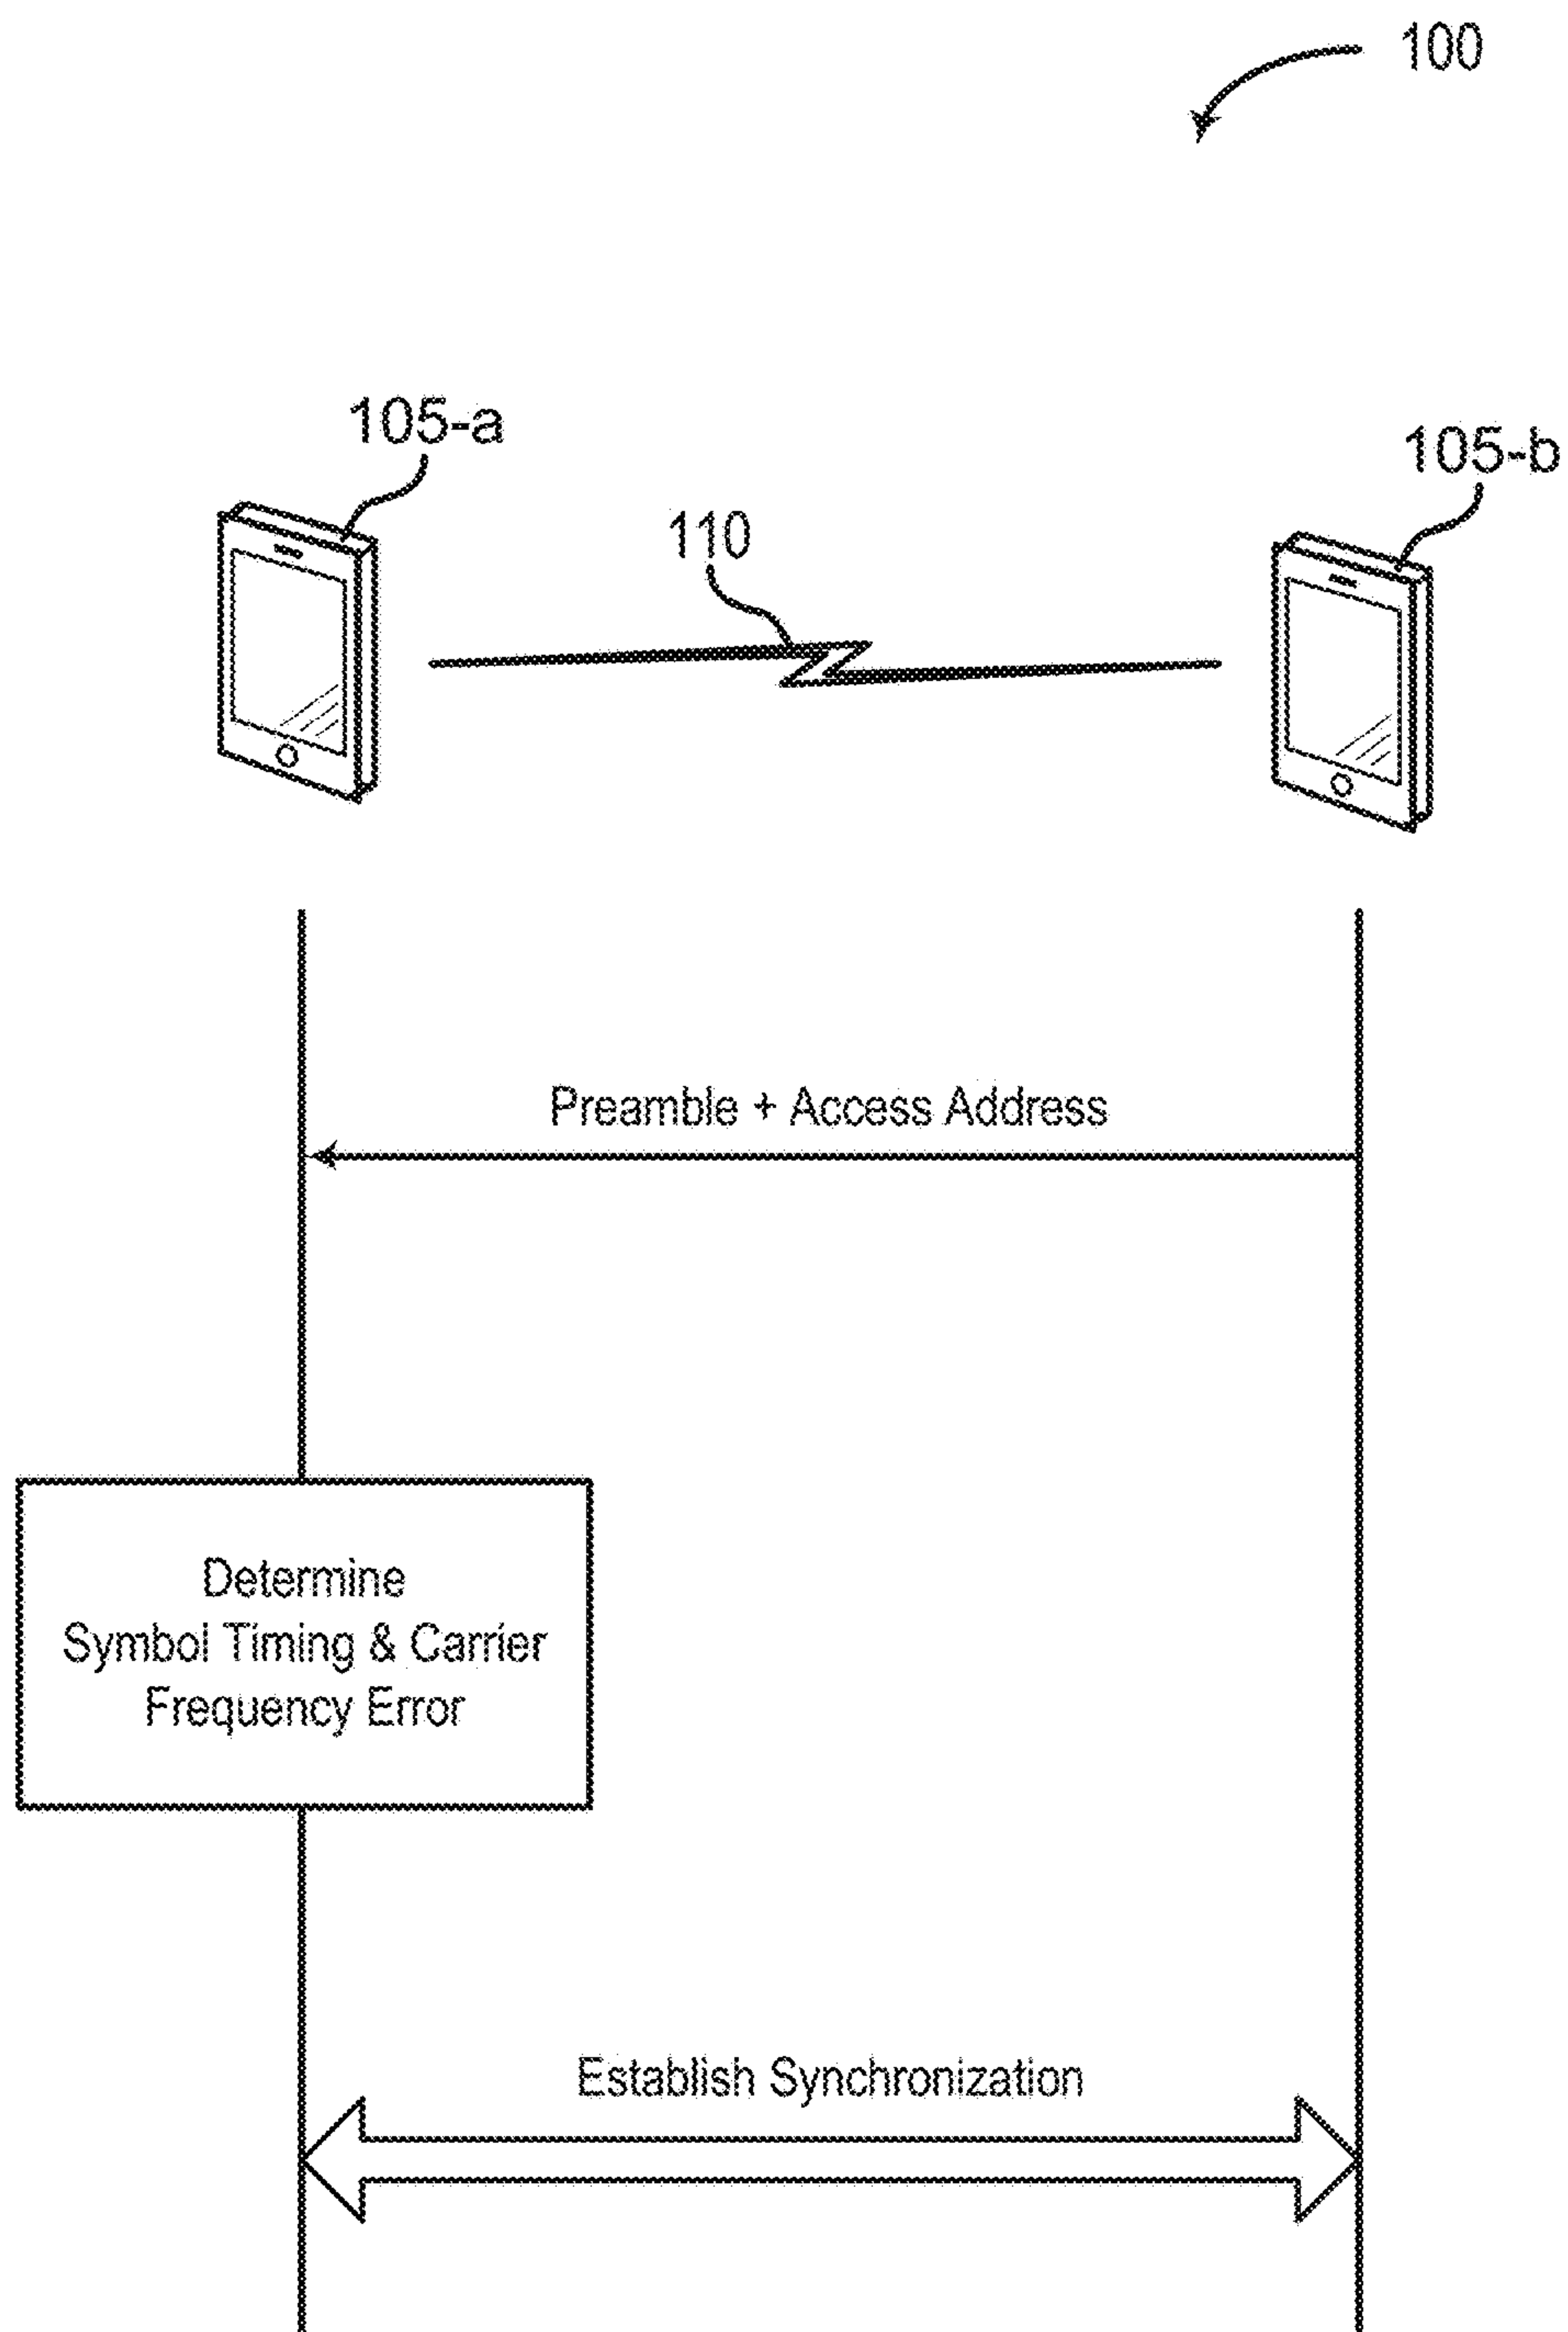 100
105-a
105-b
110
Preamble + Access Address
Determine
Symbol Timing & Carrier
Frequency Error
Establish Synchronization